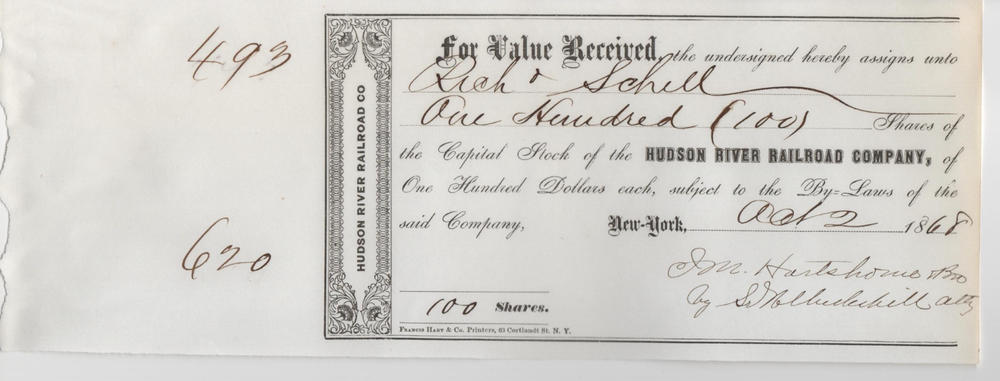 493
620
HUDSON RIVER RAILROAD CO
For Value Received, the undersigned hereby assigns unto
Richd Schell
One Hundred (100) Shares of
the Capital Stock of the HUDSON RIVER RAILROAD COMPANY, of
One Hundred Dollars each, subject to the By=Laws of the
said Company, New-York, Oct 2 1868
J. M. Hartshorne & Bro
by atty
100 Shares.
FRANCIS HART & Co. Printers, 63 Cortlandt St. N. Y.